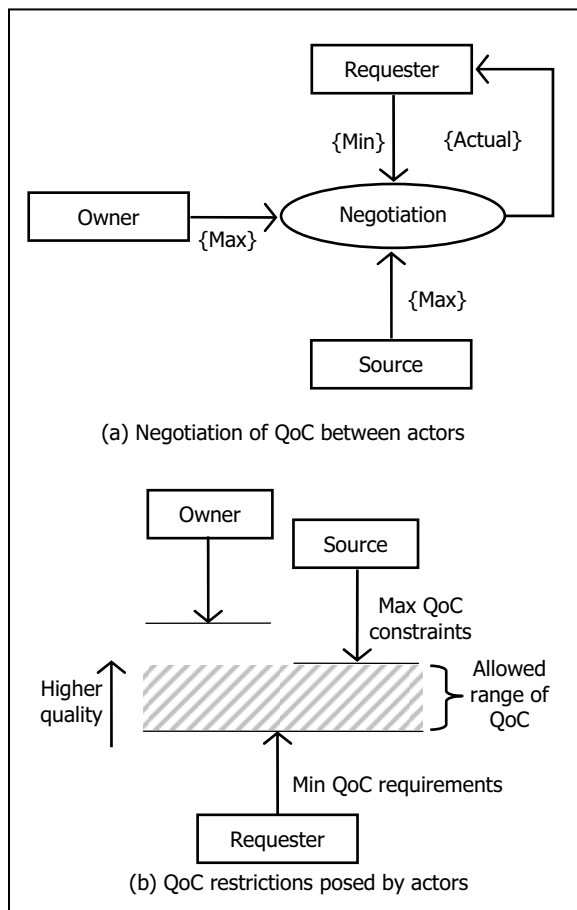 Requester
{Min}
{Actual}
Owner
Negotiation
{Max}
{Max}
Source
(a) Negotiation of QoC between actors
Owner
Source
Max QoC
constraints
Higher
quality
Allowed
range of
QoC
Min QoC requirements
Requester
(b) QoC restrictions posed by actors